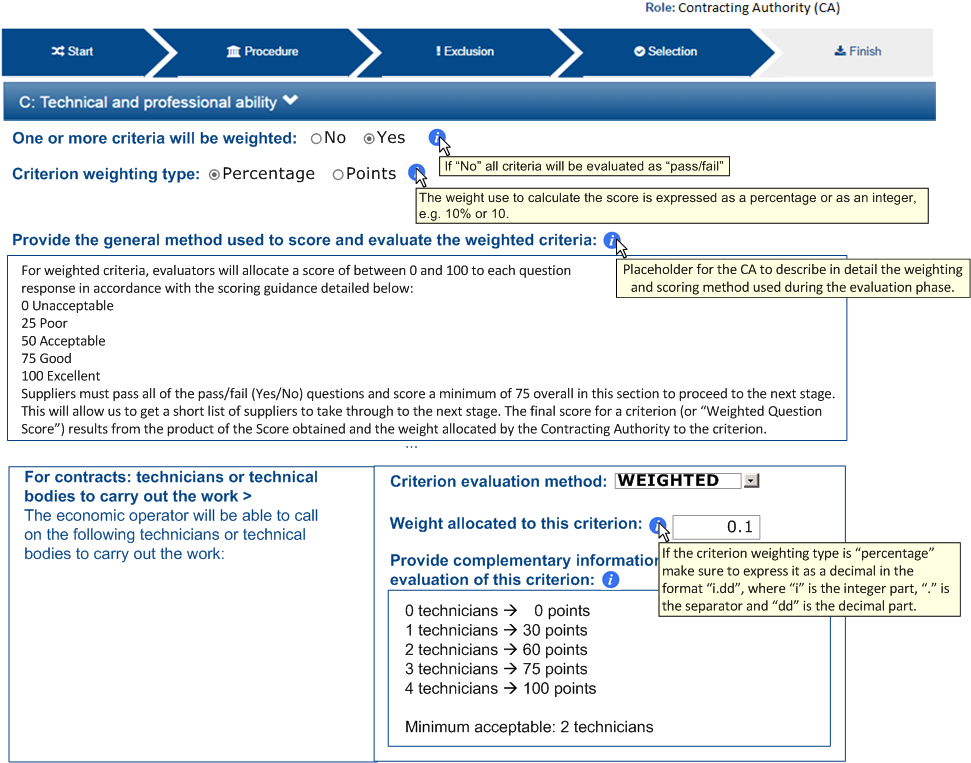 Role: Contracting Authority (CA)
Start
Procedure
Exclusion
Selection
Finish
C: Technical and professional ability
One or more criteria will be weighted: No Yes
If “No” all criteria will be evaluated as “pass/fail”
Criterion weighting type: Percentage Points
The weight use to calculate the score is expressed as a percentage or as an integer,
e.g. 10% or 10.
Provide the general method used to score and evaluate the weighted criteria:
Placeholder for the CA to describe in detail the weighting
and scoring method used during the evaluation phase.
For weighted criteria, evaluators will allocate a score of between 0 and 100 to each question
response in accordance with the scoring guidance detailed below:
0 Unacceptable
25 Poor
50 Acceptable
75 Good
100 Excellent
Suppliers must pass all of the pass/fail (Yes/No) questions and score a minimum of 75 overall in this section to proceed to the next stage.
This will allow us to get a short list of suppliers to take through to the next stage. The final score for a criterion (or “Weighted Question
Score”) results from the product of the Score obtained and the weight allocated by the Contracting Authority to the criterion.
...
For contracts: technicians or technical
bodies to carry out the work >
The economic operator will be able to call
on the following technicians or technical
bodies to carry out the work:
Criterion evaluation method: WEIGHTED
Weight allocated to this criterion: 0.1
If the criterion weighting type is “percentage”
make sure to express it as a decimal in the
format “i.dd”, where “i” is the integer part, “.” is
the separator and “dd” is the decimal part.
Provide complementary information
evaluation of this criterion:
0 technicians → 0 points
1 technicians → 30 points
2 technicians → 60 points
3 technicians → 75 points
4 technicians → 100 points
Minimum acceptable: 2 technicians